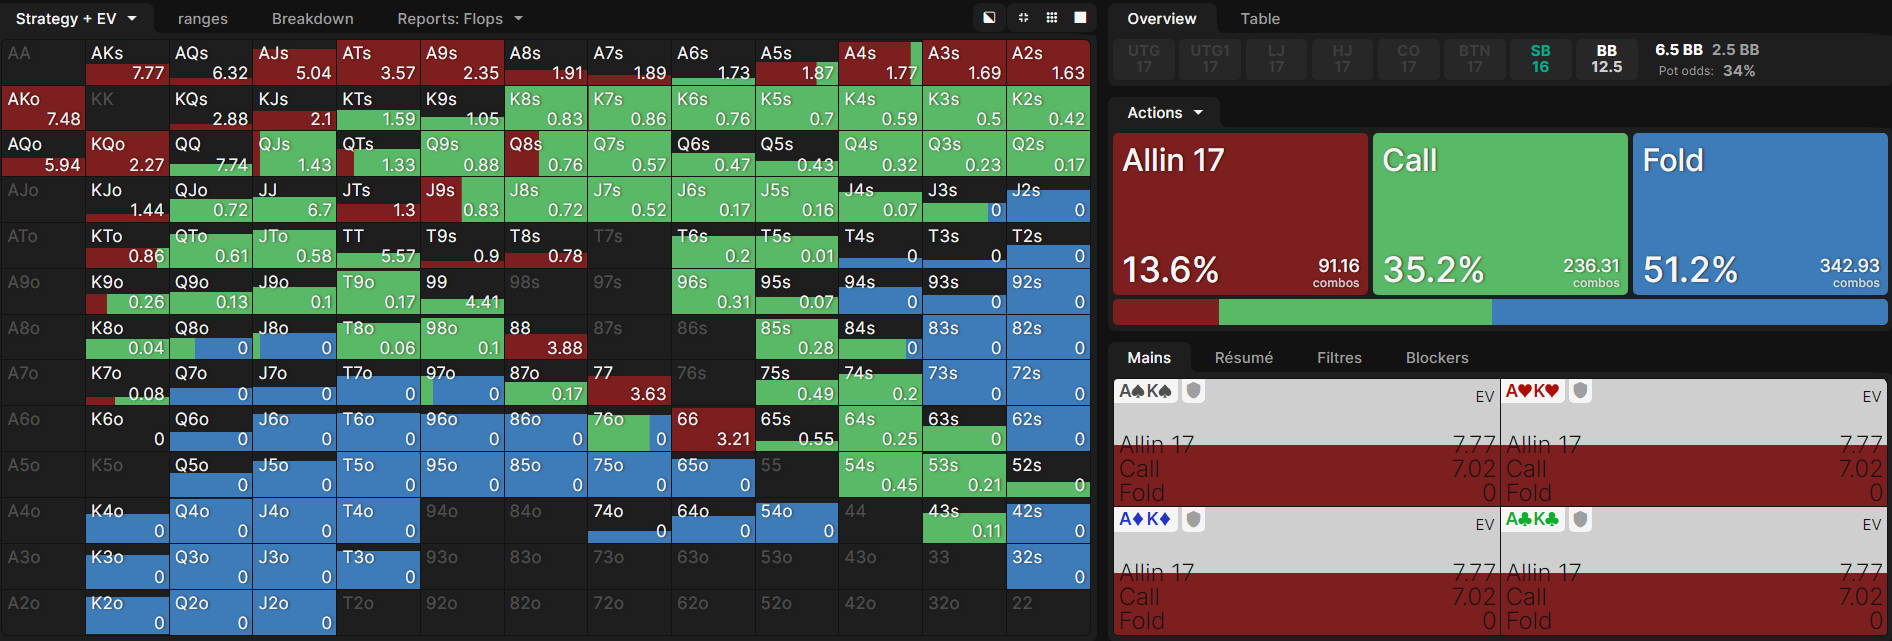 Strategy + EV ranges Breakdown Reports: Flops
AA AKs AQs AJs ATs A9s A8s A7s A6s A5s A4s A3s A2s
7.77 6.32 5.04 3.57 2.35 1.91 1.89 1.73 1.87 1.77 1.69 1.63
AKo KK KQs KJs KTs K9s K8s K7s K6s K5s K4s K3s K2s
7.48 2.88 2.1 1.59 1.05 0.83 0.86 0.76 0.7 0.59 0.5 0.42
AQo KQo QQ QJs QTs Q9s Q8s Q7s Q6s Q5s Q4s Q3s Q2s
5.94 2.27 7.74 1.43 1.33 0.88 0.76 0.57 0.47 0.43 0.32 0.23 0.17
AJo KJo QJo JJ JTs J9s J8s J7s J6s J5s J4s J3s J2s
1.44 0.72 6.7 1.3 0.83 0.72 0.52 0.17 0.16 0.07 0 0
ATo KTo QTo JTo TT T9s T8s T7s T6s T5s T4s T3s T2s
0.86 0.61 0.58 5.57 0.9 0.78 0.2 0.01 0 0 0
A9o K9o Q9o J9o T9o 99 98s 97s 96s 95s 94s 93s 92s
0.26 0.13 0.1 0.17 4.41 0.31 0.07 0 0 0
A8o K8o Q8o J8o T8o 98o 88 87s 86s 85s 84s 83s 82s
0.04 0 0 0.06 0.1 3.88 0.28 0 0 0
A7o K7o Q7o J7o T7o 97o 87o 77 76s 75s 74s 73s 72s
0.08 0 0 0 0 0.17 3.63 0.49 0.2 0 0
A6o K6o Q6o J6o T6o 96o 86o 76o 66 65s 64s 63s 62s
0 0 0 0 0 0 0 3.21 0.55 0.25 0 0
A5o K5o Q5o J5o T5o 95o 85o 75o 65o 55 54s 53s 52s
0 0 0 0 0 0 0 0.45 0.21 0
A4o K4o Q4o J4o T4o 94o 84o 74o 64o 54o 44 43s 42s
0 0 0 0 0 0 0 0.11 0
A3o K3o Q3o J3o T3o 93o 83o 73o 63o 53o 43o 33 32s
0 0 0 0 0
A2o K2o Q2o J2o T2o 92o 82o 72o 62o 52o 42o 32o 22
0 0 0
Overview Table
UTG UTG1 LJ HJ CO BTN SB BB 6.5 BB 2.5 BB
17 17 17 17 17 17 16 12.5 Pot odds: 34%
Actions
Allin 17 Call Fold
13.6% 91.16 combos 35.2% 236.31 combos 51.2% 342.93 combos
Mains Résumé Filtres Blockers
A♠K♠ EV A♥K♥ EV
Allin 17 7.77 Allin 17 7.77
Call 7.02 Call 7.02
Fold 0 Fold 0
A♦K♦ EV A♣K♣ EV
Allin 17 7.77 Allin 17 7.77
Call 7.02 Call 7.02
Fold 0 Fold 0